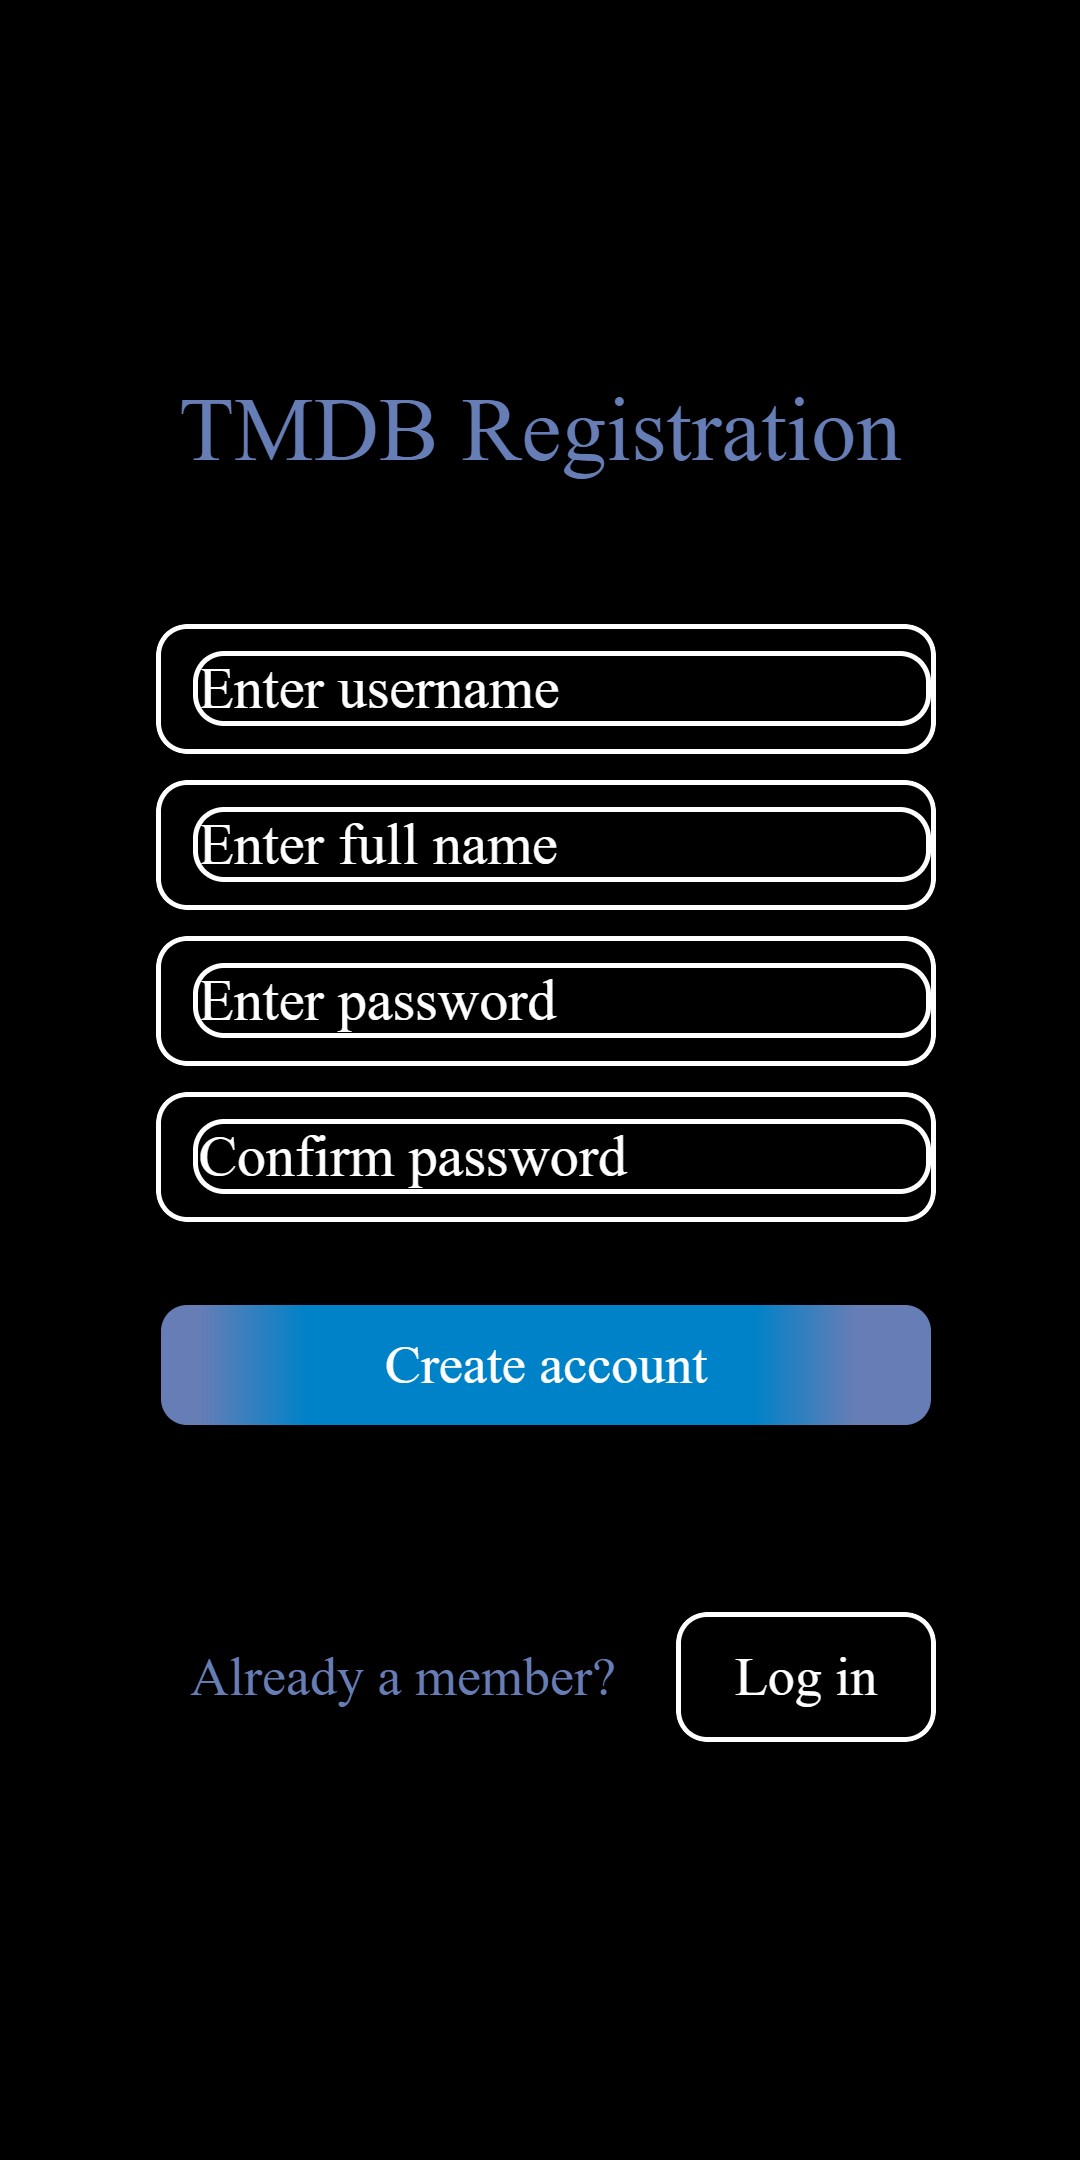 TMDB Registration
Enter username
Enter full name
Enter password
Confirm password
Create account
Already a member? Log in